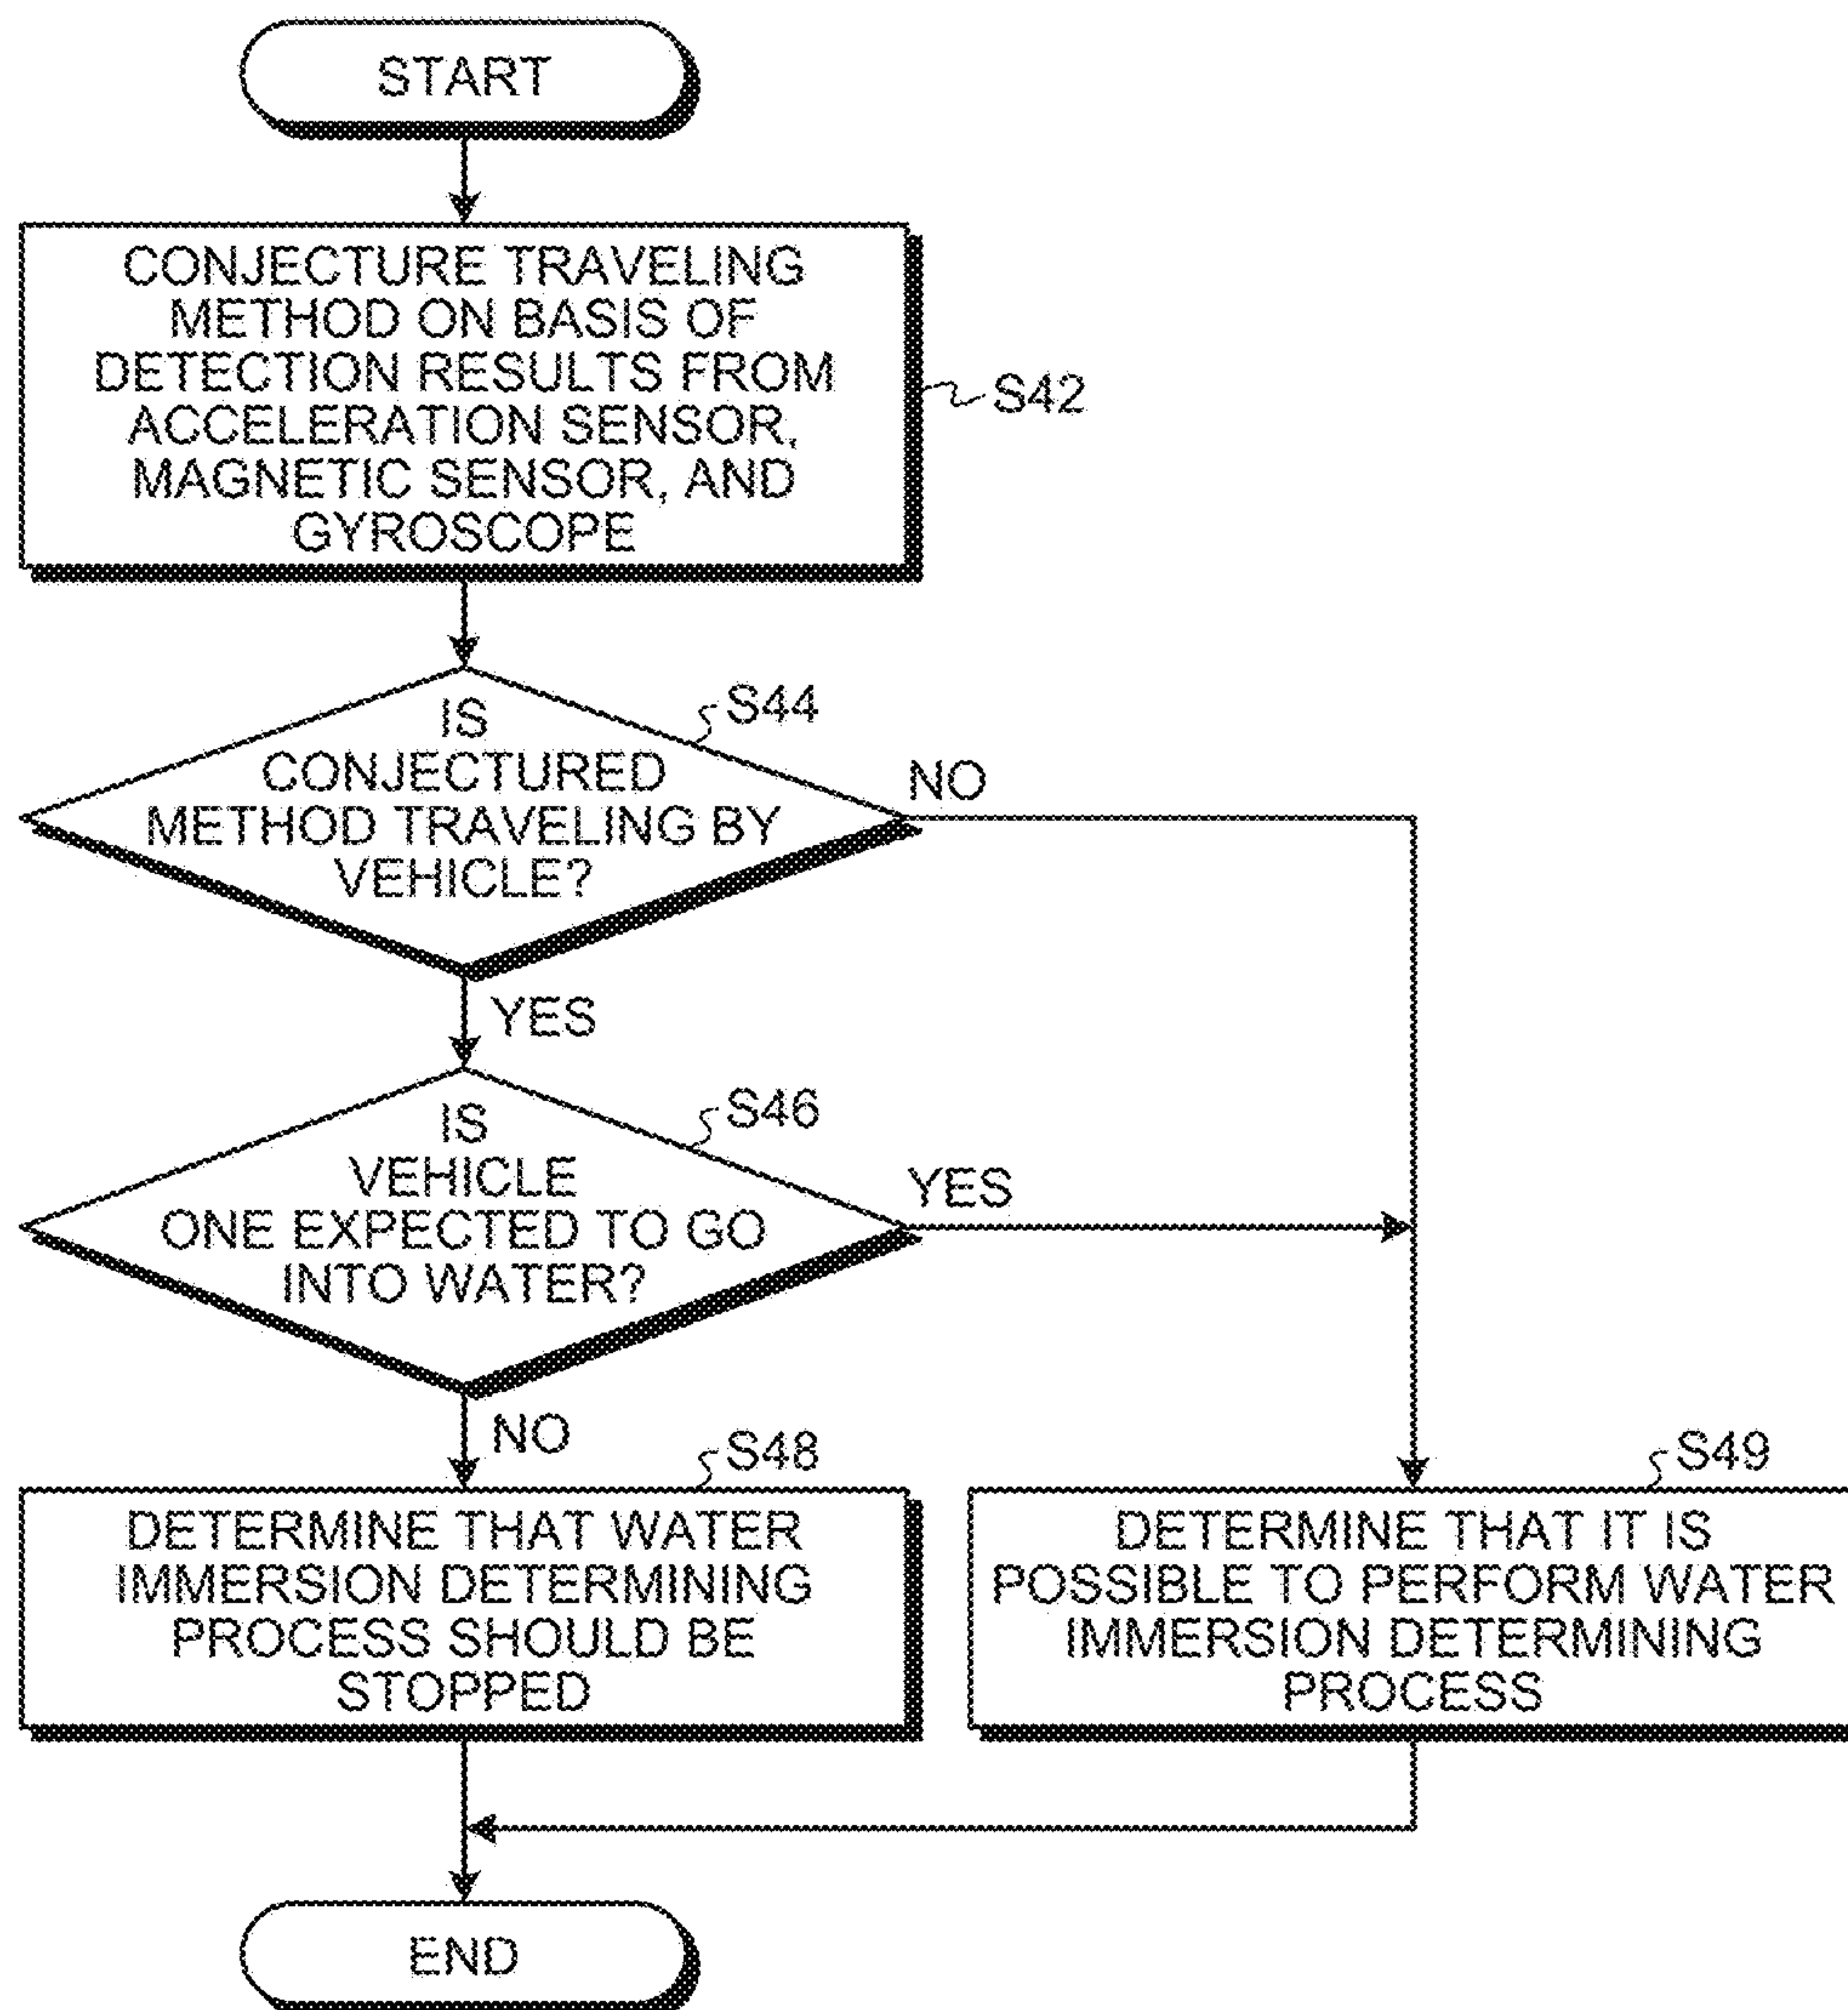 START
CONJECTURE TRAVELING
METHOD ON BASIS OF
DETECTION RESULTS FROM
ACCELERATION SENSOR,
MAGNETIC SENSOR, AND
GYROSCOPE
S42
S44
IS
CONJECTURED
METHOD TRAVELING BY
VEHICLE?
NO
YES
S46
IS
VEHICLE
ONE EXPECTED TO GO
INTO WATER?
YES
NO
S48
DETERMINE THAT WATER
IMMERSION DETERMINING
PROCESS SHOULD BE
STOPPED
S49
DETERMINE THAT IT IS
POSSIBLE TO PERFORM WATER
IMMERSION DETERMINING
PROCESS
END